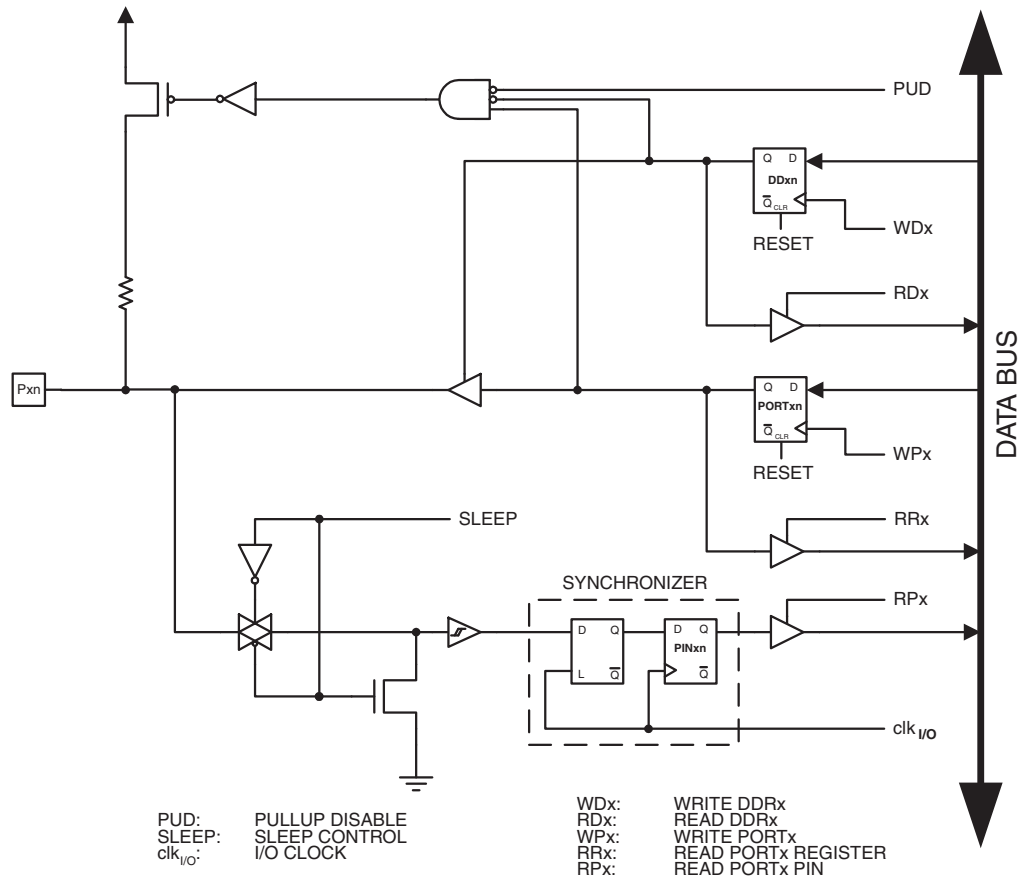 PUD
Q D
DDxn
Q CLR
WDx
RESET
RDx
Pxn
Q D
PORTxn
Q CLR
WPx
RESET
DATA BUS
RRx
SLEEP
SYNCHRONIZER
RPx
D Q
D Q
PINxn
L Q
Q
clk I/O
PUD: PULLUP DISABLE
SLEEP: SLEEP CONTROL
clkI/O: I/O CLOCK
WDx: WRITE DDRx
RDx: READ DDRx
WPx: WRITE PORTx
RRx: READ PORTx REGISTER
RPx: READ PORTx PIN